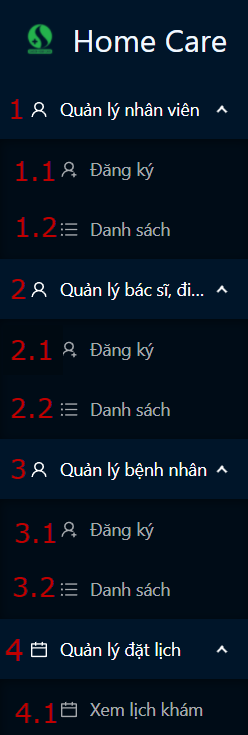 Home Care
1 Quản lý nhân viên
1.1 Đăng ký
1.2 Danh sách
2 Quản lý bác sĩ, đi...
2.1 Đăng ký
2.2 Danh sách
3 Quản lý bệnh nhân
3.1 Đăng ký
3.2 Danh sách
4 Quản lý đặt lịch
4.1 Xem lịch khám